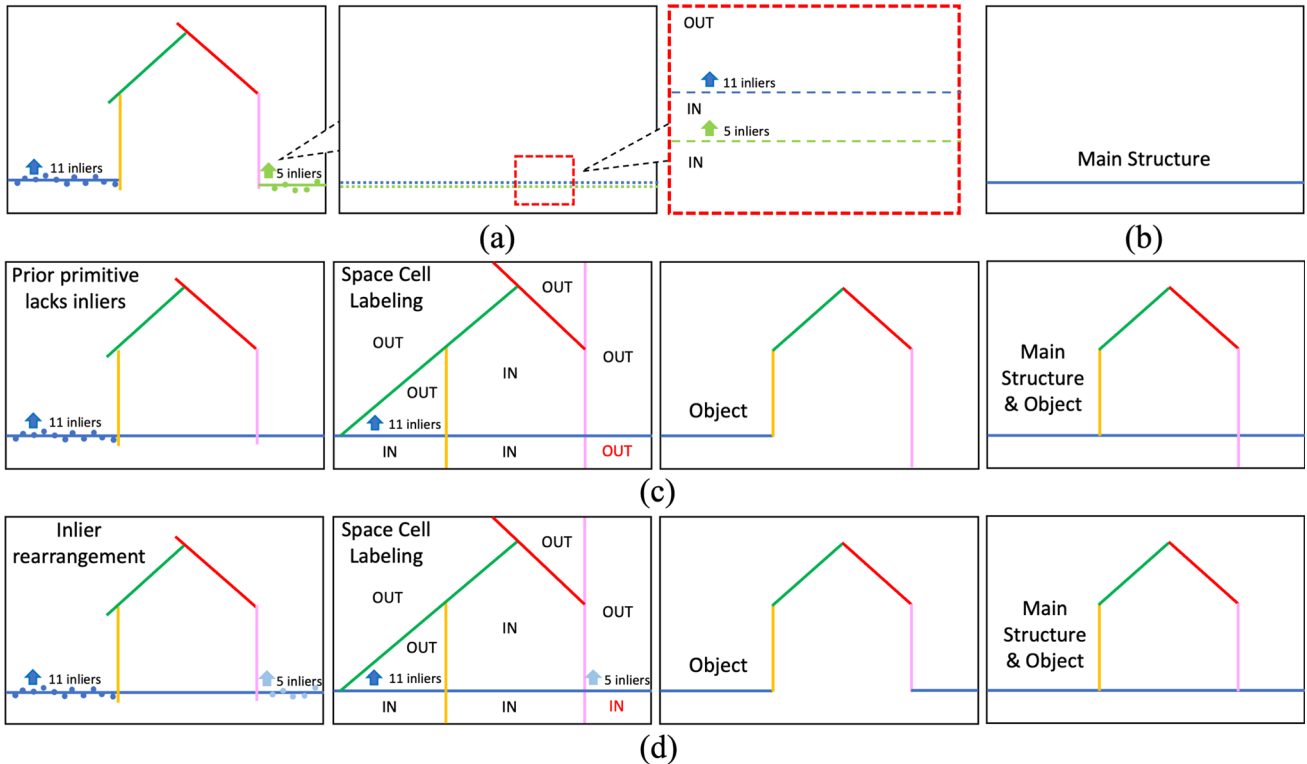 OUT
11 inliers
11 inliers
IN
5 inliers
5 inliers
IN
Main Structure
(a)
(b)
Prior primitive
lacks inliers
Space Cell
Labeling
OUT
OUT
OUT
IN
OUT
11 inliers
11 inliers
IN
IN
OUT
Object
Main
Structure
& Object
(c)
Inlier
rearrangement
Space Cell
Labeling
OUT
OUT
OUT
IN
OUT
11 inliers
5 inliers
11 inliers
5 inliers
IN
IN
IN
Object
Main
Structure
& Object
(d)